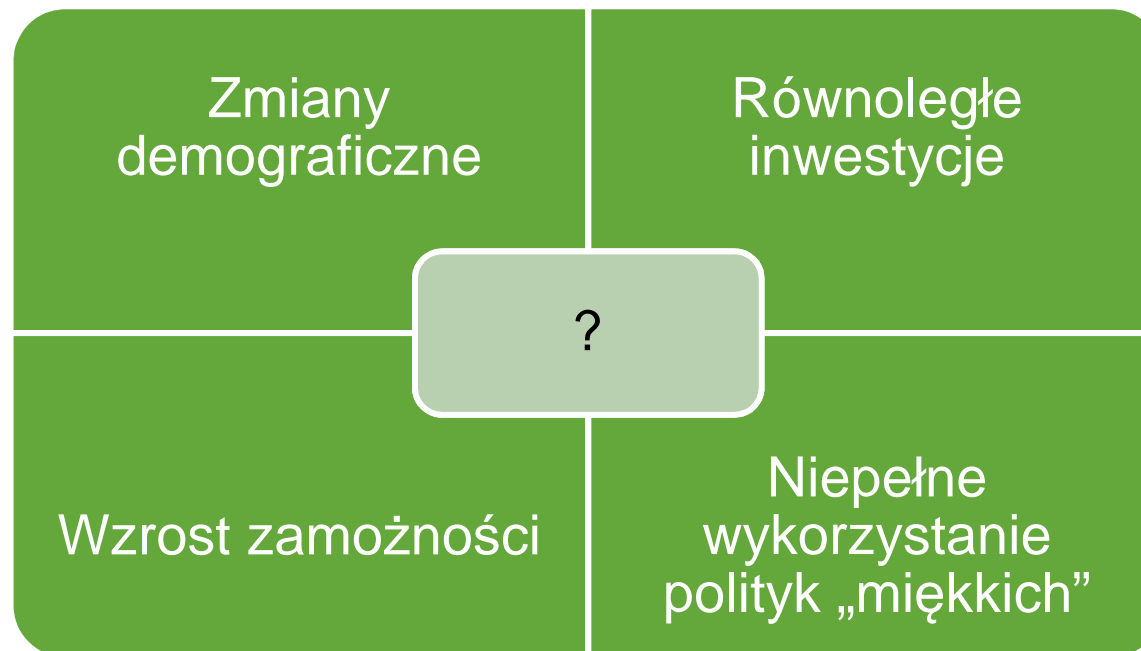 Zmiany
demograficzne
Równoległe
inwestycje
?
Wzrost zamożności
Niepełne
wykorzystanie
polityk „miękkich”